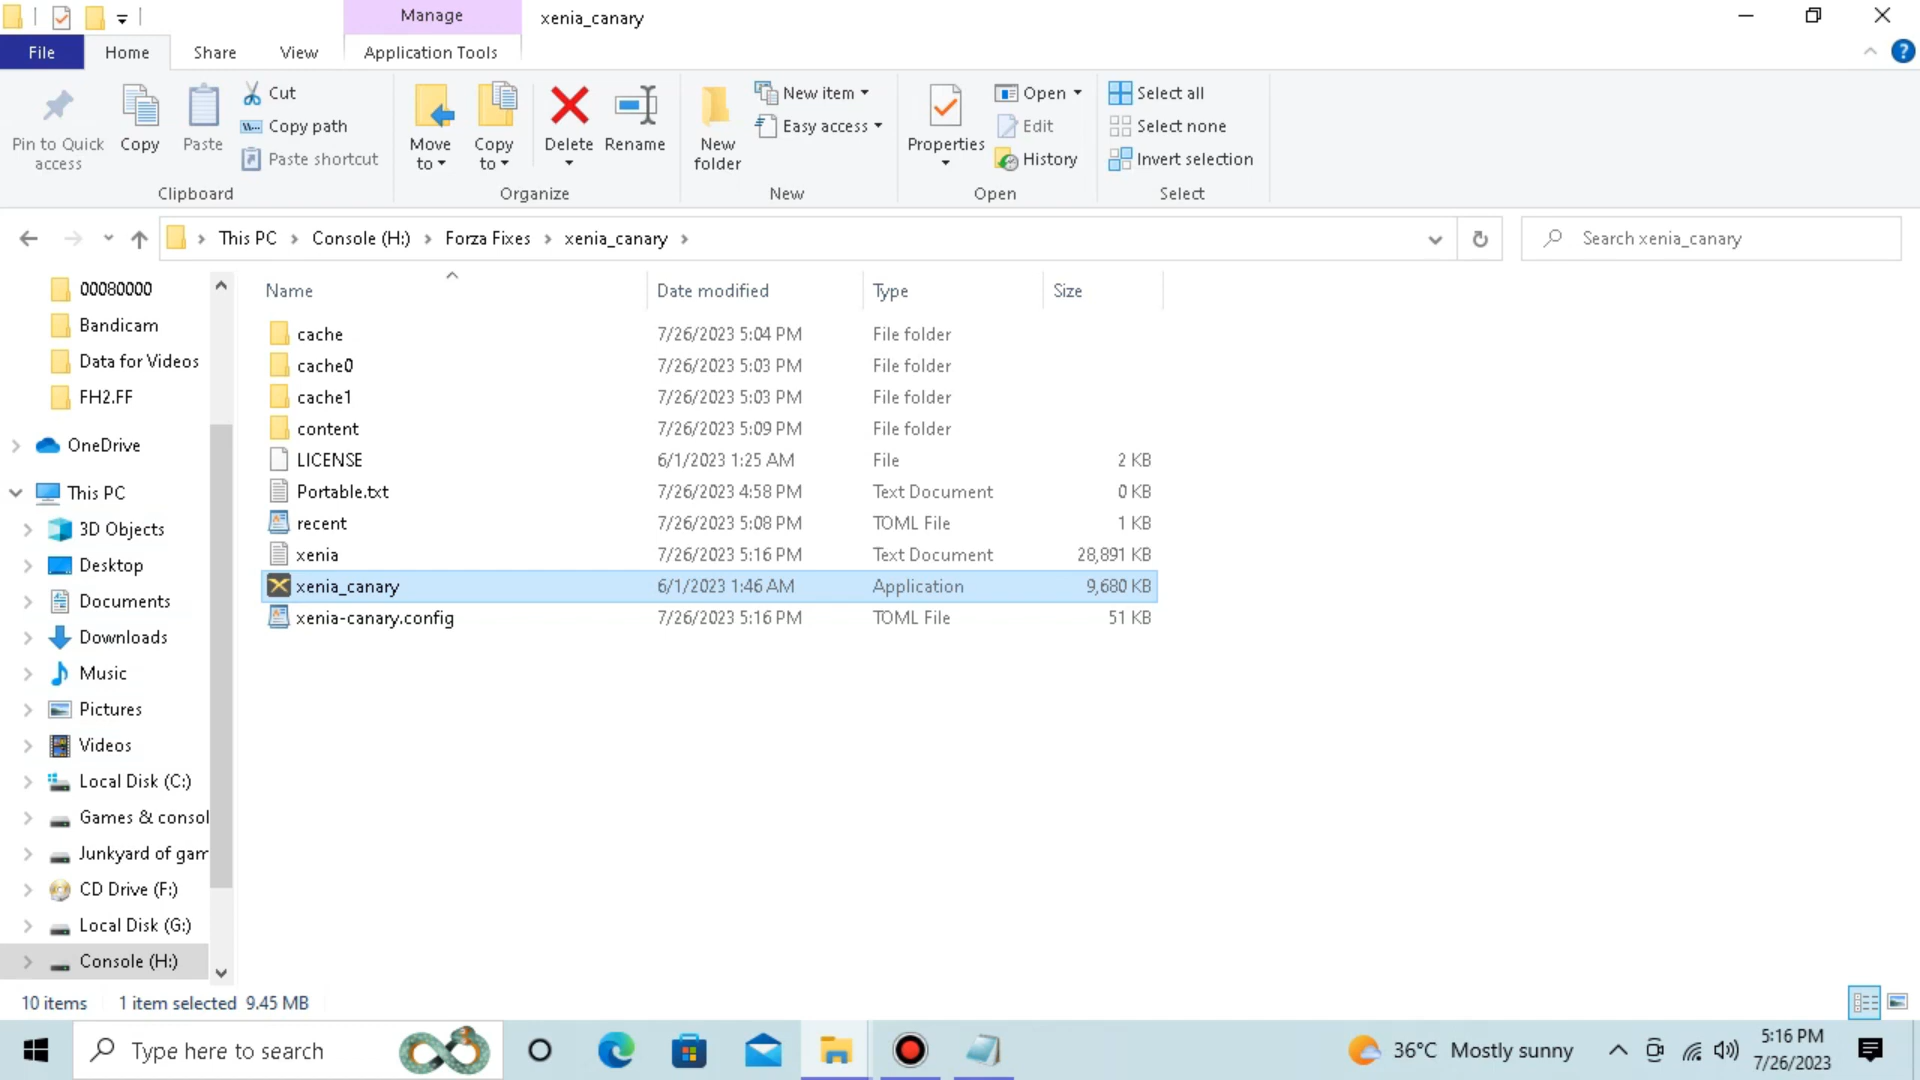 Manage
xenia_canary
File
Home
Share
View
Application Tools
Pin to Quick access
Copy
Paste
Cut
Copy path
Paste shortcut
Clipboard
Move to
Copy to
Delete
Rename
Organize
New folder
New item
Easy access
New
Properties
Open
Edit
History
Open
Select all
Select none
Invert selection
Select
This PC
Console (H:)
Forza Fixes
xenia_canary
Search xenia_canary
00080000
Bandicam
Data for Videos
FH2.FF
OneDrive
This PC
3D Objects
Desktop
Documents
Downloads
Music
Pictures
Videos
Local Disk (C:)
Games & consol
Junkyard of gam
CD Drive (F:)
Local Disk (G:)
Console (H:)
Name Date modified Type Size
cache 7/26/2023 5:04 PM File folder
cache0 7/26/2023 5:03 PM File folder
cache1 7/26/2023 5:03 PM File folder
content 7/26/2023 5:09 PM File folder
LICENSE 6/1/2023 1:25 AM File 2 KB
Portable.txt 7/26/2023 4:58 PM Text Document 0 KB
recent 7/26/2023 5:08 PM TOML File 1 KB
xenia 7/26/2023 5:16 PM Text Document 28,891 KB
xenia_canary 6/1/2023 1:46 AM Application 9,680 KB
xenia-canary.config 7/26/2023 5:16 PM TOML File 51 KB
10 items 1 item selected 9.45 MB
Type here to search
36°C Mostly sunny
5:16 PM
7/26/2023